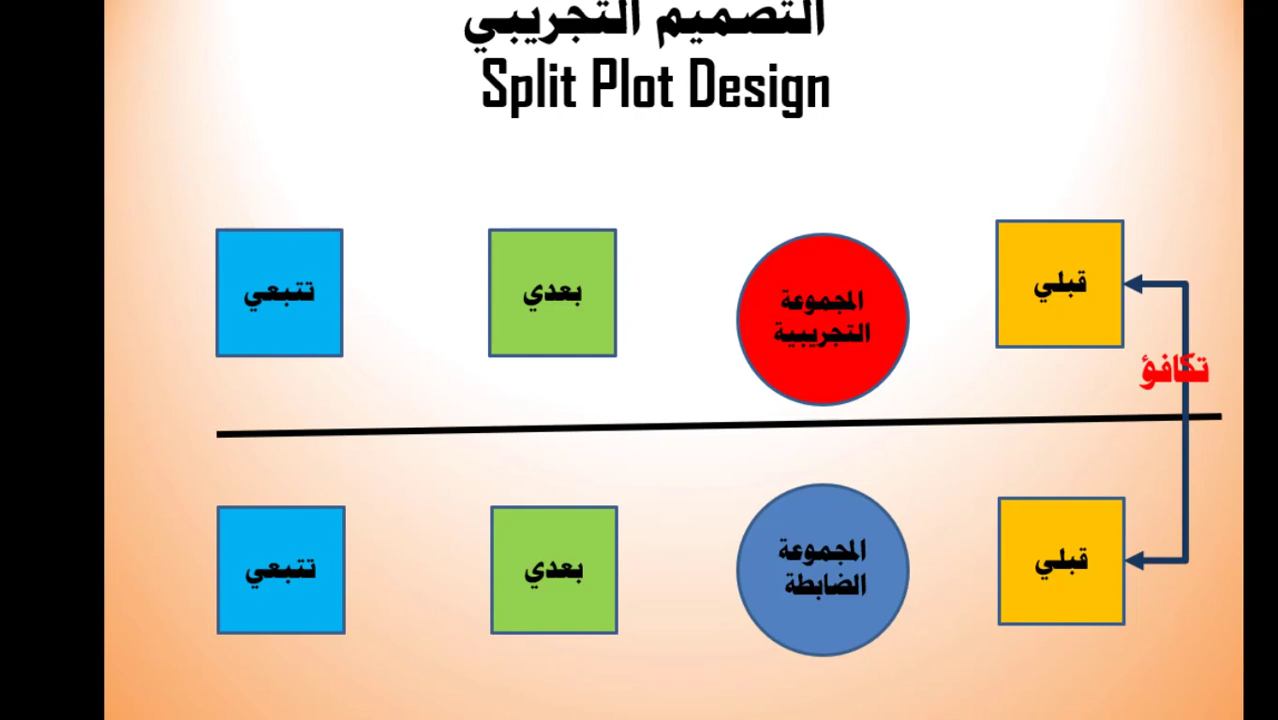 التصميم التجريبي
Split Plot Design
قبلي
المجموعة
التجريبية
بعدي
تتبعي
تكافؤ
قبلي
المجموعة
الضابطة
بعدي
تتبعي